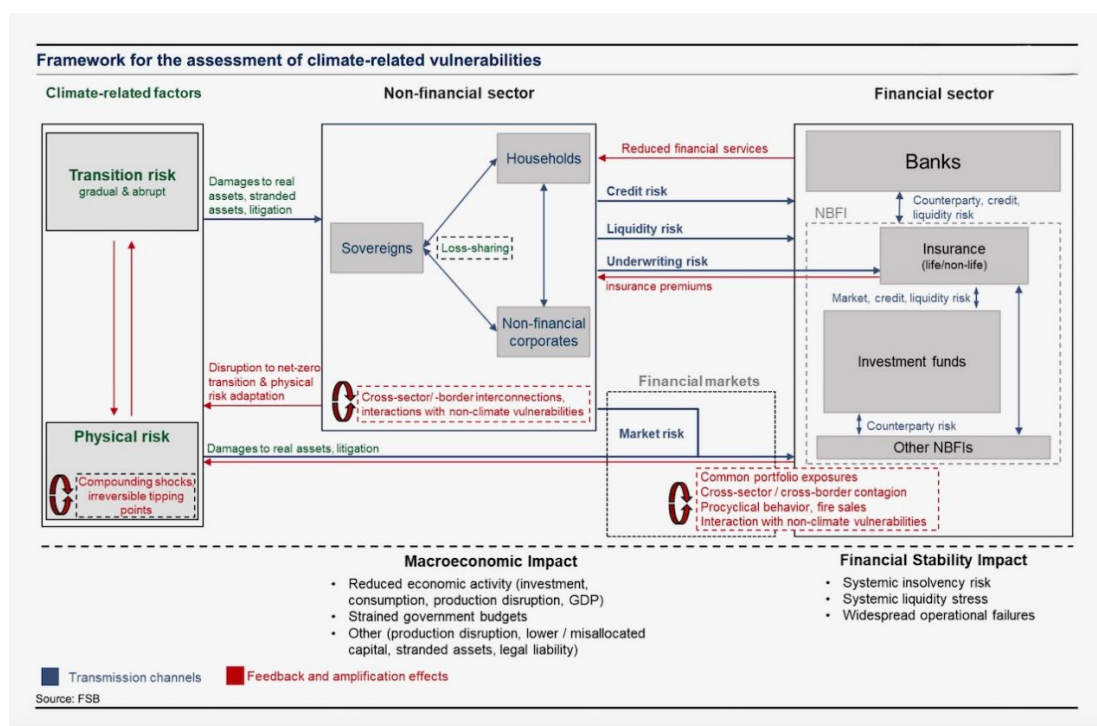 Framework for the assessment of climate-related vulnerabilities
Climate-related factors
Non-financial sector
Financial sector
Transition risk
gradual & abrupt
Damages to real
assets, stranded
assets, litigation
Households
Sovereigns
Loss-sharing
Non-financial
corporates
Reduced financial services
Credit risk
Liquidity risk
Underwriting risk
insurance premiums
Banks
Counterparty, credit,
liquidity risk
NBFI
Insurance
(life/non-life)
Market, credit, liquidity risk
Investment funds
Counterparty risk
Other NBFIs
Disruption to net-zero
transition & physical
risk adaptation
Cross-sector/ -border interconnections,
interactions with non-climate vulnerabilities
Financial markets
Market risk
Physical risk
Compounding shocks,
irreversible tipping
points
Damages to real assets, litigation
Common portfolio exposures
Cross-sector / cross-border contagion
Procyclical behavior, fire sales
Interaction with non-climate vulnerabilities
Macroeconomic Impact
• Reduced economic activity (investment,
consumption, production disruption, GDP)
• Strained government budgets
• Other (production disruption, lower / misallocated
capital, stranded assets, legal liability)
Financial Stability Impact
• Systemic insolvency risk
• Systemic liquidity stress
• Widespread operational failures
Transmission channels
Feedback and amplification effects
Source: FSB